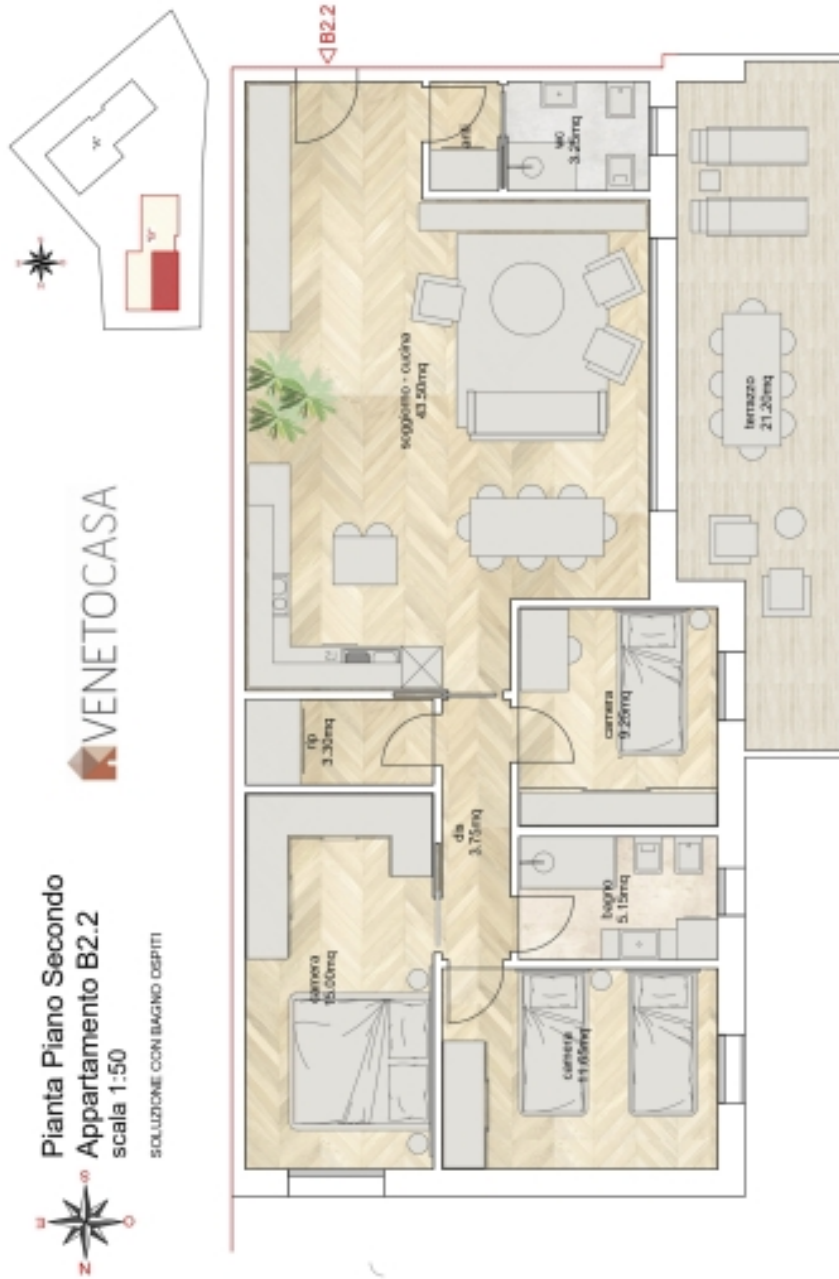 Pianta Piano Secondo
Appartamento B2.2
scala 1:50
SOLUZIONE CON BAGNO OSPITI
VENETOCASA
N
E
S
O
"A"
"B"
B2.2
camera
15.00mq
rip
3.30mq
soggiorno - cucina
43.50mq
anti
wc
3.25mq
dis
3.75mq
camera
11.65mq
bagno
5.15mq
camera
9.25mq
terrazzo
21.20mq